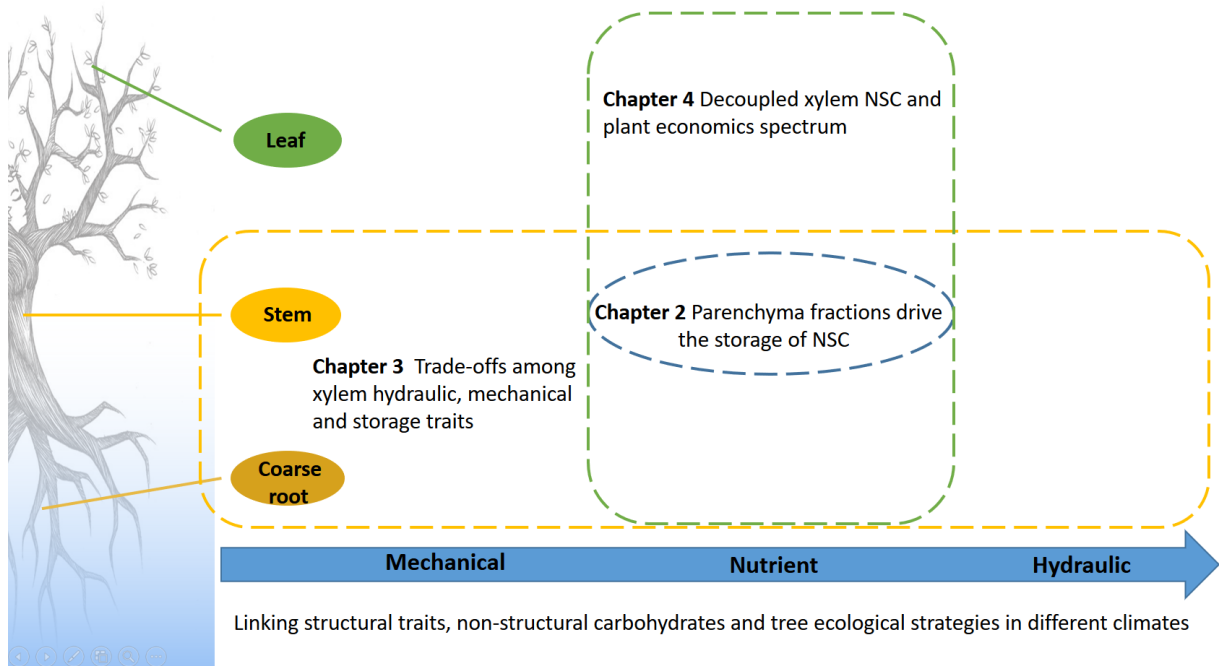 Chapter 4 Decoupled xylem NSC and
plant economics spectrum
Leaf
Stem
Chapter 2 Parenchyma fractions drive
the storage of NSC
Chapter 3 Trade-offs among
xylem hydraulic, mechanical
and storage traits
Coarse
root
Mechanical
Nutrient
Hydraulic
Linking structural traits, non-structural carbohydrates and tree ecological strategies in different climates